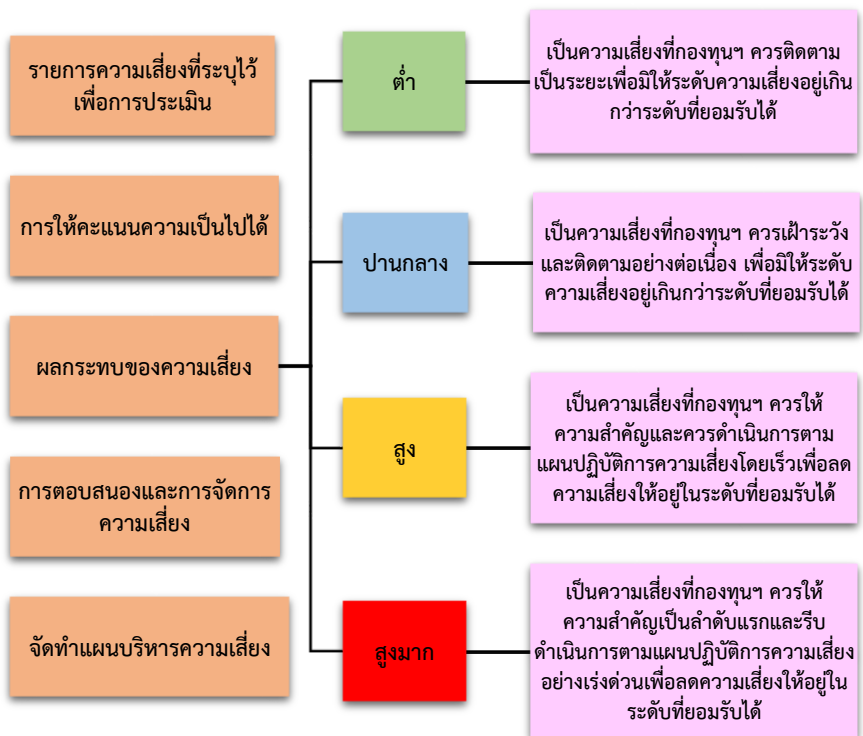 รายการความเสี่ยงที่ระบุไว้
เพื่อการประเมิน
การให้คะแนนความเป็นไปได้
ผลกระทบของความเสี่ยง
การตอบสนองและการจัดการ
ความเสี่ยง
จัดทำแผนบริหารความเสี่ยง
ต่ำ
เป็นความเสี่ยงที่กองทุนฯ ควรติดตาม
เป็นระยะเพื่อมิให้ระดับความเสี่ยงอยู่เกิน
กว่าระดับที่ยอมรับได้
ปานกลาง
เป็นความเสี่ยงที่กองทุนฯ ควรเฝ้าระวัง
และติดตามอย่างต่อเนื่อง เพื่อมิให้ระดับ
ความเสี่ยงอยู่เกินกว่าระดับที่ยอมรับได้
สูง
เป็นความเสี่ยงที่กองทุนฯ ควรให้
ความสำคัญและควรดำเนินการตาม
แผนปฏิบัติการความเสี่ยงโดยเร็วเพื่อลด
ความเสี่ยงให้อยู่ในระดับที่ยอมรับได้
สูงมาก
เป็นความเสี่ยงที่กองทุนฯ ควรให้
ความสำคัญเป็นลำดับแรกและรีบ
ดำเนินการตามแผนปฏิบัติการความเสี่ยง
อย่างเร่งด่วนเพื่อลดความเสี่ยงให้อยู่ใน
ระดับที่ยอมรับได้